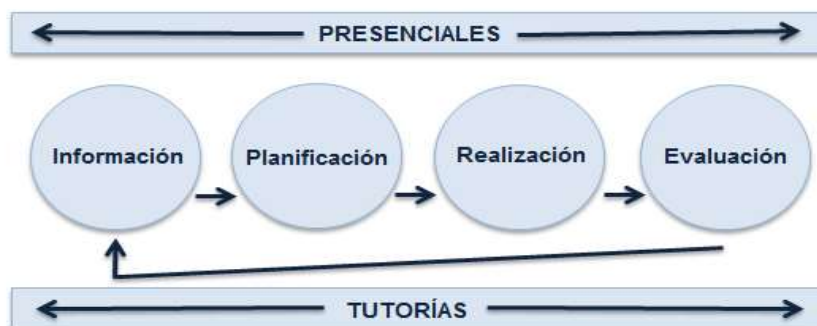 PRESENCIALES
Información
Planificación
Realización
Evaluación
TUTORÍAS